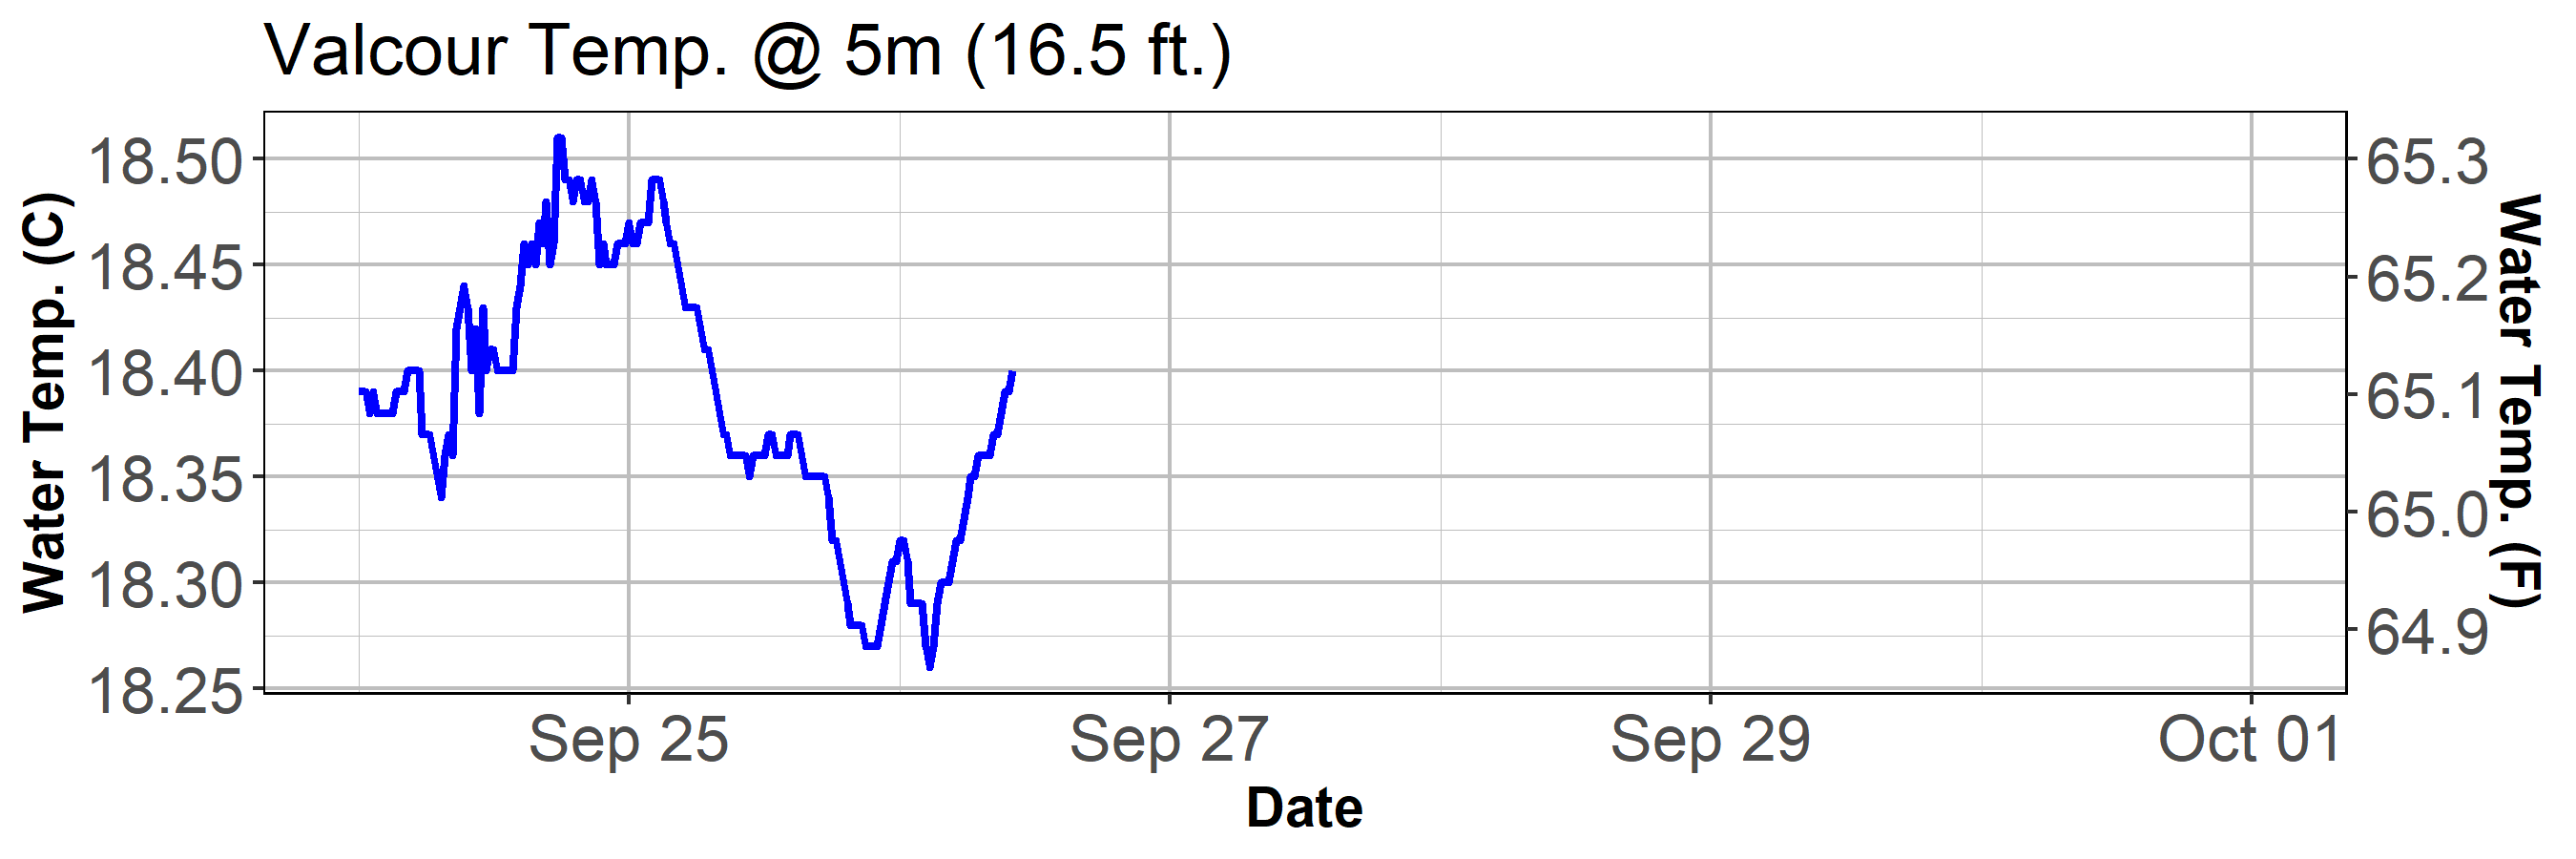 Valcour Temp. @ 5m (16.5 ft.)
Water Temp. (C)
18.50
18.45
18.40
18.35
18.30
18.25
65.3
65.2
65.1
65.0
64.9
Water Temp. (F)
Sep 25
Sep 27
Sep 29
Oct 01
Date